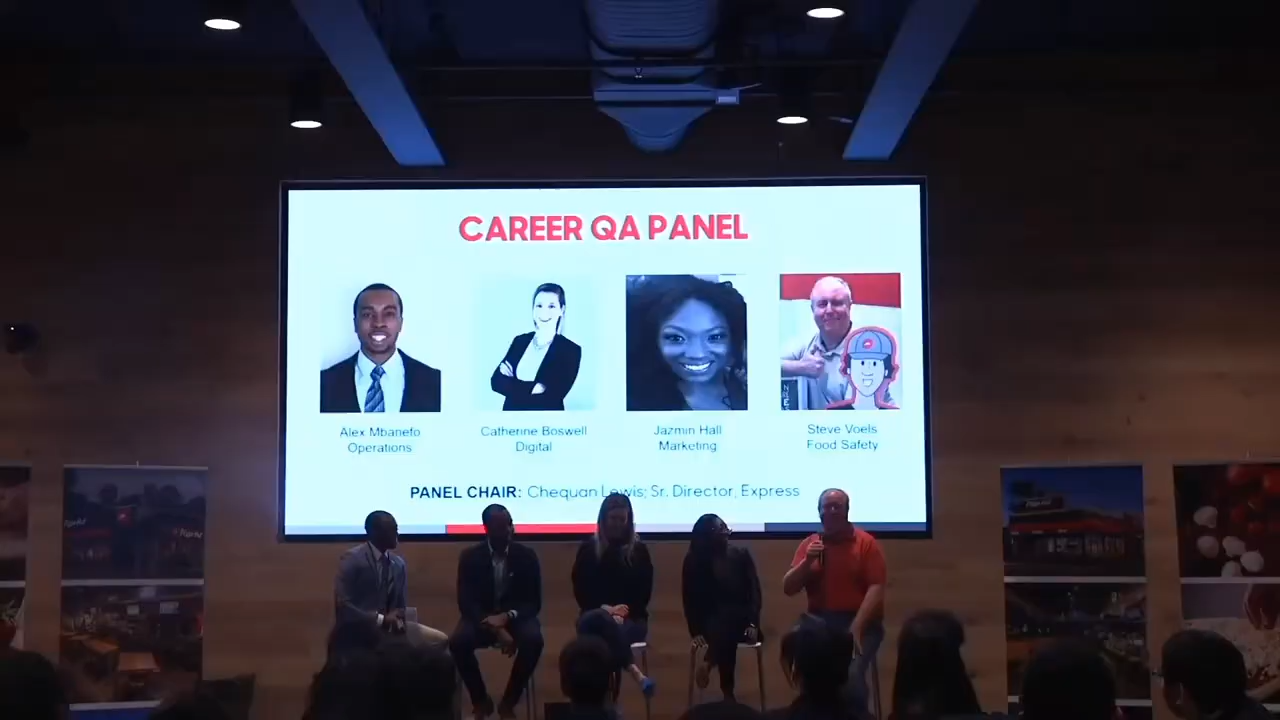 CAREER QA PANEL
Alex Mbanefo
Operations
Catherine Boswell
Digital
Jazmin Hall
Marketing
Steve Voels
Food Safety
PANEL CHAIR: Chequan Lewis; Sr. Director, Express